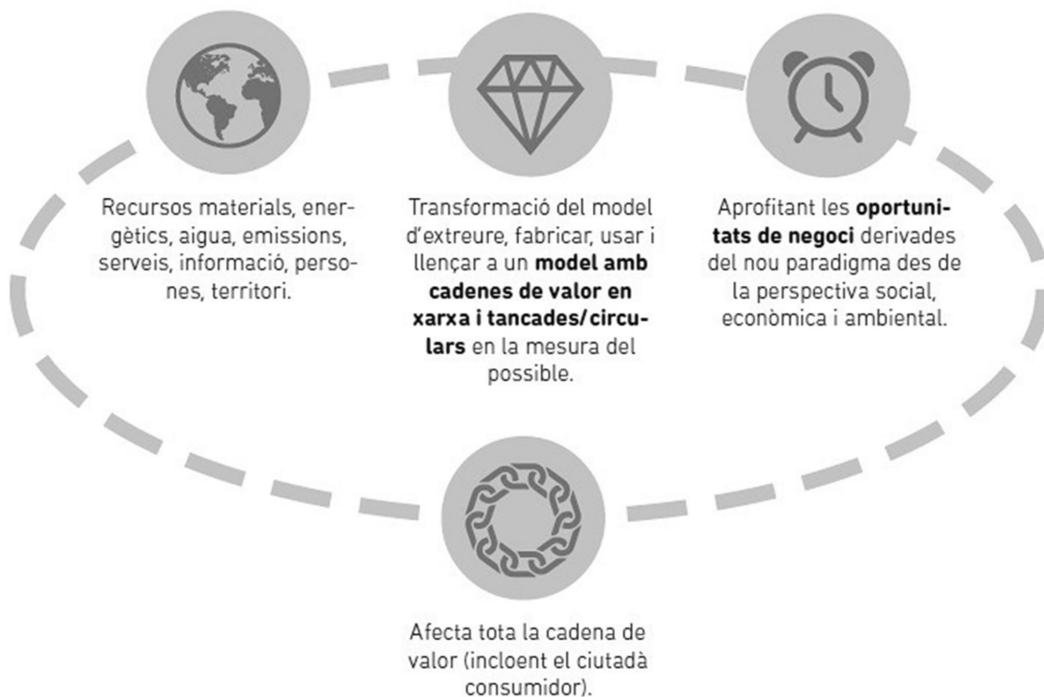 Recursos materials, ener-
gètics, aigua, emissions,
serveis, informació, perso-
nes, territori.
Transformació del model
d'extreure, fabricar, usar i
llençar a un model amb
cadenes de valor en
xarxa i tancades/circu-
lars en la mesura del
possible.
Aprofitant les oportuni-
tats de negoci derivades
del nou paradigma des de
la perspectiva social,
econòmica i ambiental.
Afecta tota la cadena de
valor (incloent el ciutadà
consumidor).